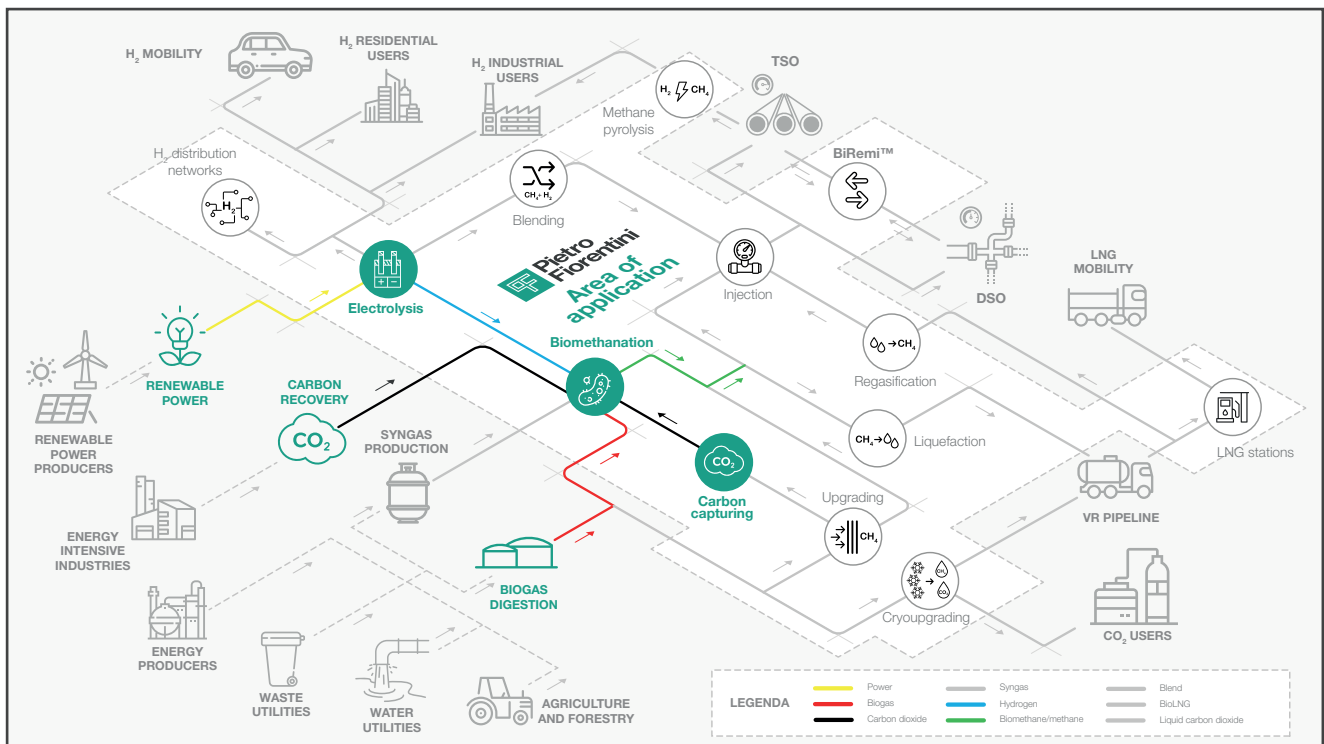 H₂ MOBILITY
H₂ RESIDENTIAL
USERS
H₂ INDUSTRIAL
USERS
H₂ CH₄
Methane
pyrolysis
TSO
BiRemi™
H₂ distribution
networks
H₂
CH₄+ H₂
Blending
Pietro
Fiorentini
Area of
application
Injection
DSO
LNG
MOBILITY
Electrolysis
Biomethanation
→CH₄
Regasification
RENEWABLE
POWER
CARBON
RECOVERY
CO₂
RENEWABLE
POWER
PRODUCERS
SYNGAS
PRODUCTION
CH₄→
Liquefaction
LNG stations
CO₂
Carbon
capturing
Upgrading
CH₄
VR PIPELINE
ENERGY
INTENSIVE
INDUSTRIES
BIOGAS
DIGESTION
CH₄
CO₂
Cryoupgrading
CO₂ USERS
ENERGY
PRODUCERS
WASTE
UTILITIES
WATER
UTILITIES
AGRICULTURE
AND FORESTRY
LEGENDA
Power
Syngas
Blend
Biogas
Hydrogen
BioLNG
Carbon dioxide
Biomethane/methane
Liquid carbon dioxide